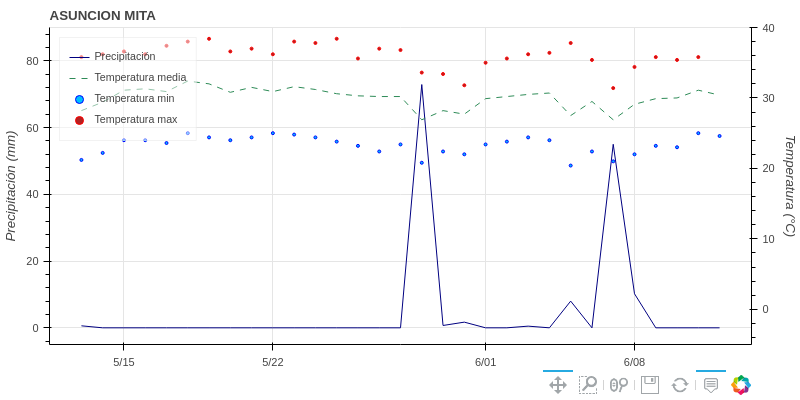 ASUNCION MITA
Precipitación
Temperatura media
Temperatura min
Temperatura max
80
60
40
20
0
Precipitación (mm)
40
30
20
10
0
Temperatura (°C)
5/15
5/22
6/01
6/08